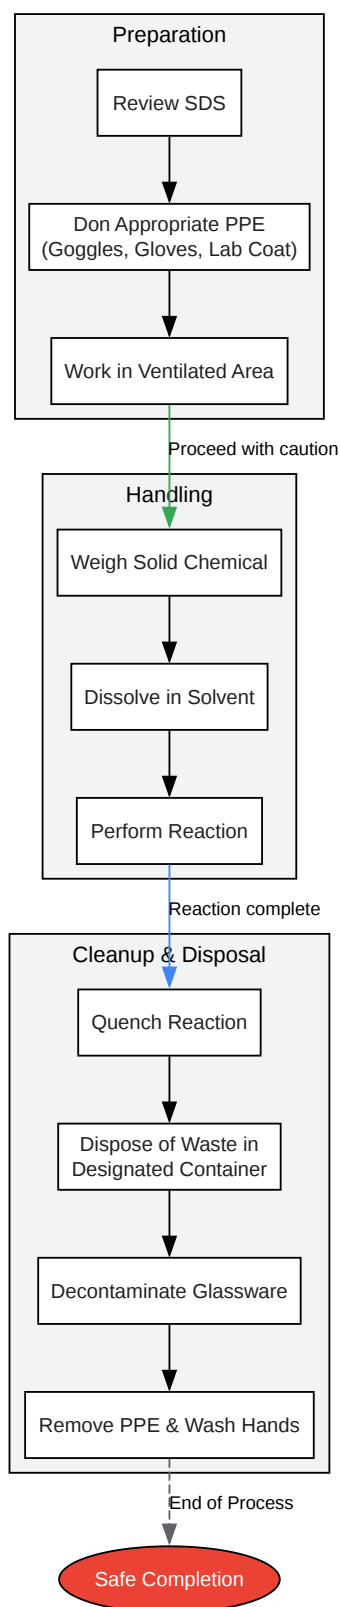 Preparation
Review SDS
Don Appropriate PPE
(Goggles, Gloves, Lab Coat)
Work in Ventilated Area
Proceed with caution
Handling
Weigh Solid Chemical
Dissolve in Solvent
Perform Reaction
Reaction complete
Cleanup & Disposal
Quench Reaction
Dispose of Waste in
Designated Container
Decontaminate Glassware
Remove PPE & Wash Hands
End of Process
Safe Completion